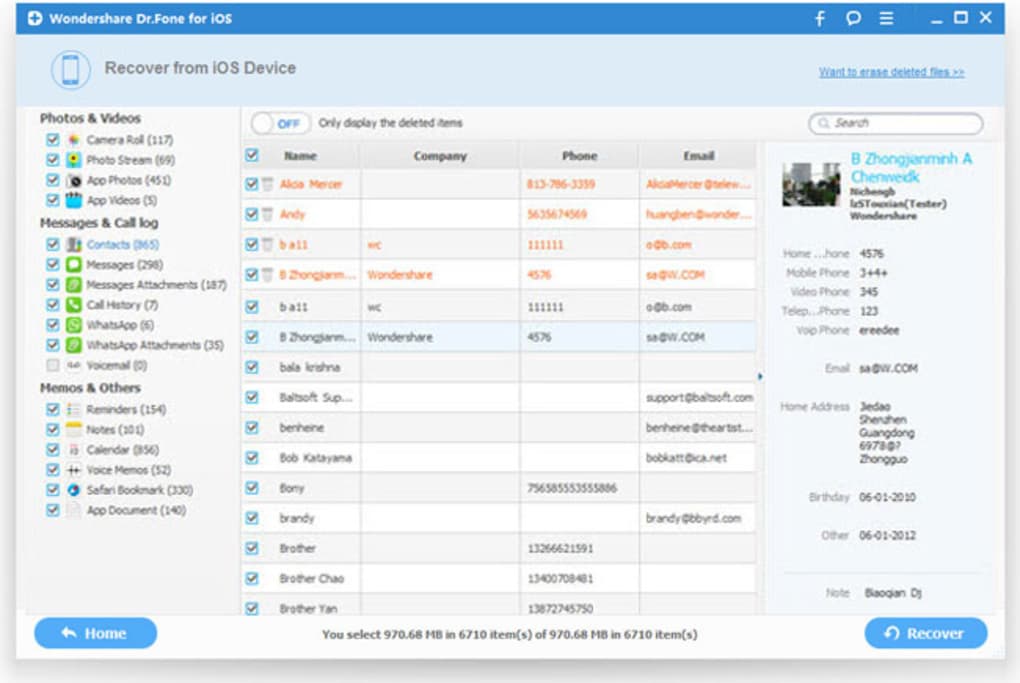 Wondershare Dr.Fone for iOS
Recover from iOS Device
Want to erase deleted files >>
Photos & Videos
Camera Roll (117)
Photo Stream (69)
App Photos (451)
App Videos (5)
Messages & Call log
Contacts (865)
Messages (298)
Messages Attachments (187)
Call History (7)
WhatsApp (6)
WhatsApp Attachments (35)
Voicemail (0)
Memos & Others
Reminders (154)
Notes (101)
Calendar (856)
Voice Memos (52)
Safari Bookmark (330)
App Document (140)
OFF Only display the deleted items
Search
Name Company Phone Email
Alicia Mercer 813-786-3359 AliciaMercer@telew...
Andy 5635674569 huangben@wonder...
b a11 wc 111111 o@b.com
B Zhongjianm... Wondershare 4576 sa@W.COM
b a11 wc 111111 o@b.com
B Zhongjianm... Wondershare 4576 sa@W.COM
bala krishna
Baltsoft Sup... support@baltsoft.com
benheine benheine@theartist...
Bob Katayama bobkatt@ica.net
Bony 756585553555886
brandy brandy@bbyrd.com
Brother 13266621591
Brother Chao 13400708481
Brother Yan 13872745750
B Zhongjianminh A
Chenweidk
Nichengb
lzSTouxian(Tester)
Wondershare
Home ...hone 4576
Mobile Phone 3+4+
Video Phone 345
Telep...Phone 123
Voip Phone ereedee
Email sa@W.COM
Home Address Jiedao
Shenzhen
Guangdong
6978@?
Zhongguo
Birthday 06-01-2010
Other 06-01-2012
Note Biaoqian Dj
Home
You select 970.68 MB in 6710 item(s) of 970.68 MB in 6710 item(s)
Recover